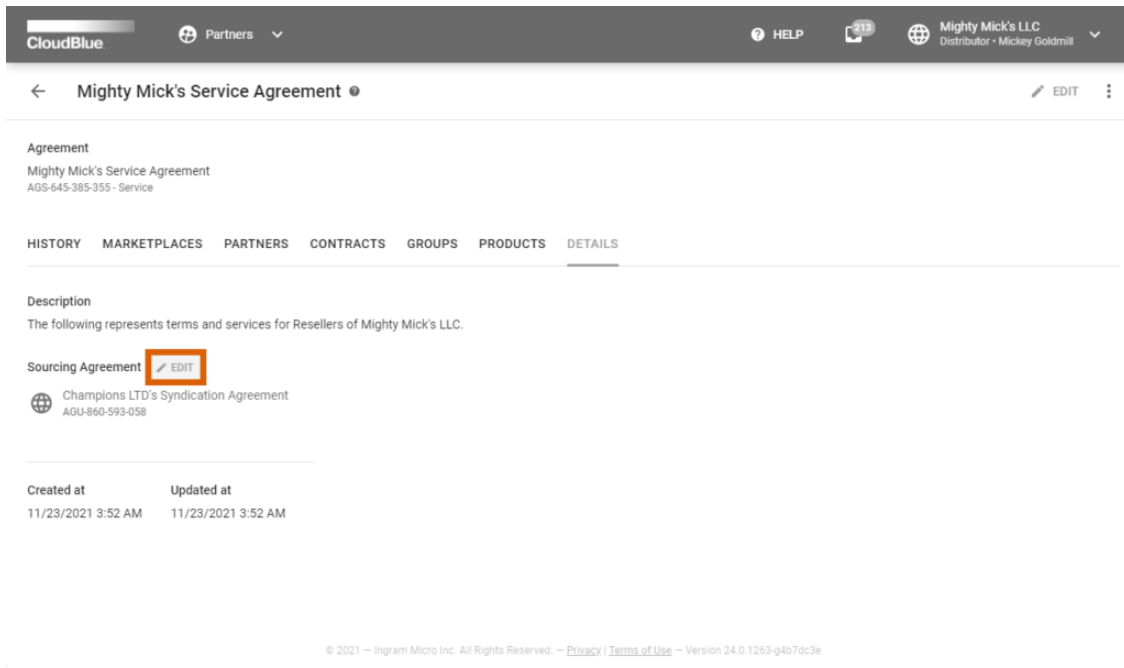 CloudBlue
Partners
HELP
213
Mighty Mick's LLC
Distributor • Mickey Goldmill
Mighty Mick's Service Agreement
EDIT
Agreement
Mighty Mick's Service Agreement
AGS-645-385-355 - Service
HISTORY MARKETPLACES PARTNERS CONTRACTS GROUPS PRODUCTS DETAILS
Description
The following represents terms and services for Resellers of Mighty Mick's LLC.
Sourcing Agreement EDIT
Champions LTD's Syndication Agreement
AGU-860-593-058
Created at Updated at
11/23/2021 3:52 AM 11/23/2021 3:52 AM
© 2021 — Ingram Micro Inc. All Rights Reserved. — Privacy | Terms of Use — Version 24.0.1263-g4b7dc3e